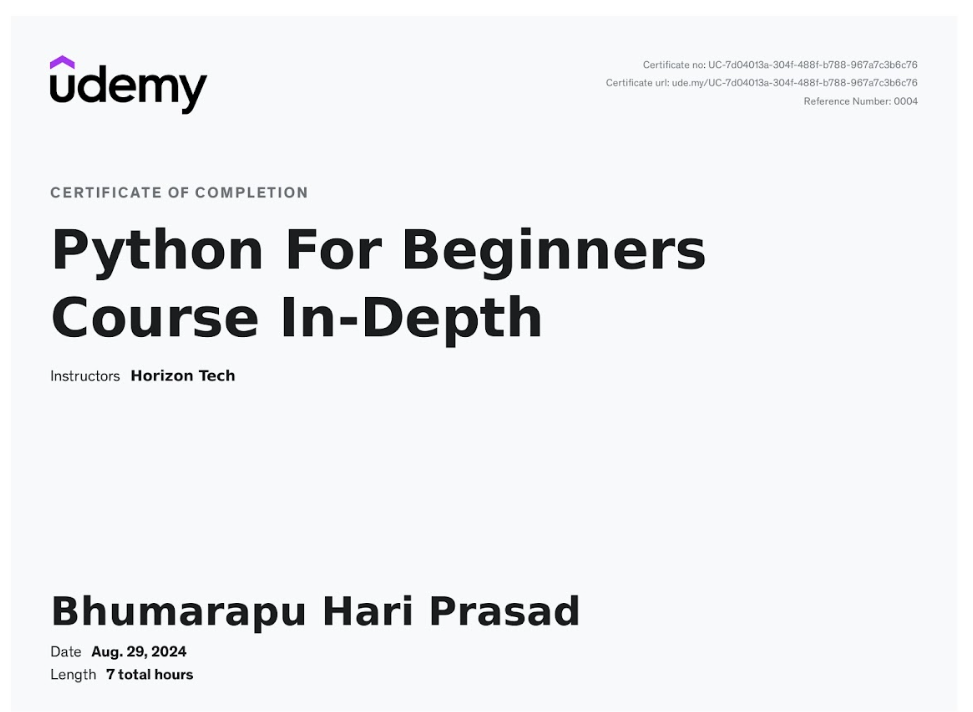 udemy
Certificate no: UC-7d04013a-304f-488f-b788-967a7c3b6c76
Certificate url: ude.my/UC-7d04013a-304f-488f-b788-967a7c3b6c76
Reference Number: 0004
CERTIFICATE OF COMPLETION
Python For Beginners
Course In-Depth
Instructors Horizon Tech
Bhumarapu Hari Prasad
Date Aug. 29, 2024
Length 7 total hours